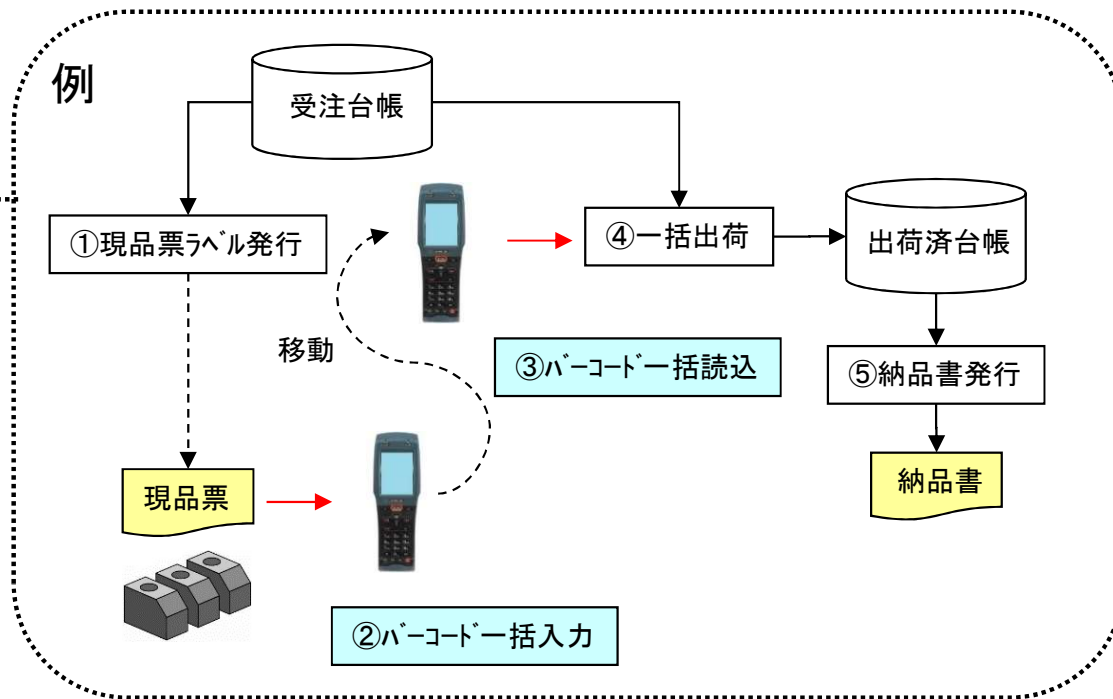 例
受注台帳
①現品票ﾗﾍﾞﾙ発行
④一括出荷
出荷済台帳
移動
③ﾊﾞｰｺｰﾄﾞ一括読込
⑤納品書発行
現品票
納品書
②ﾊﾞｰｺｰﾄﾞ一括入力